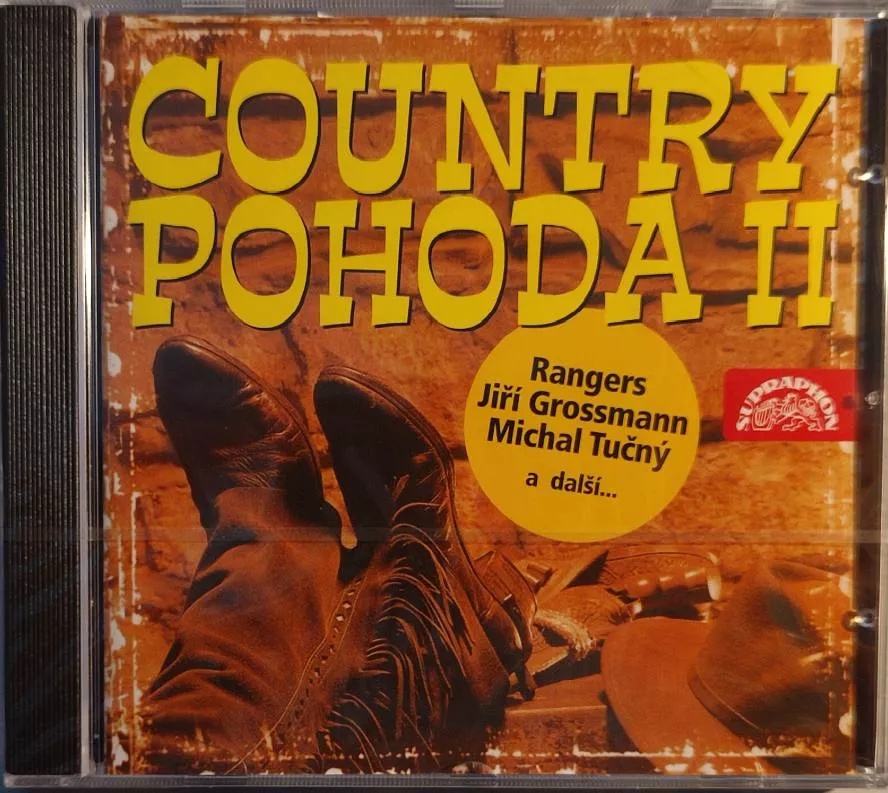 COUNTRY
POHODA II
Rangers
Jiří Grossmann
Michal Tučný
a další...
SUPRAPHON